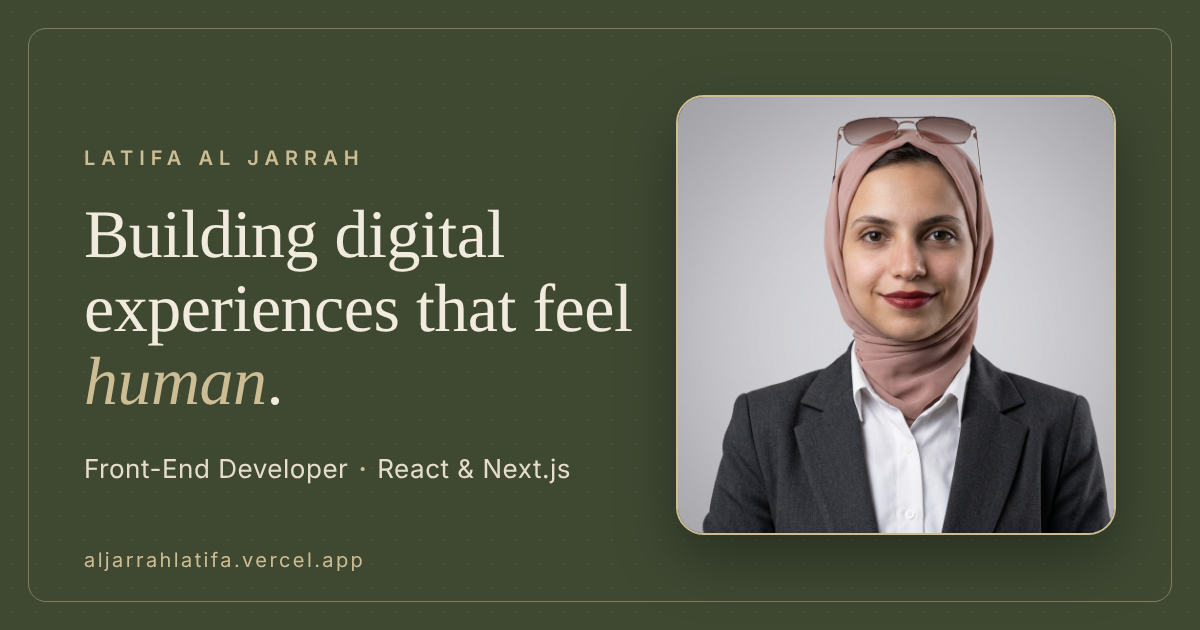 LATIFA AL JARRAH
Building digital
experiences that feel
human.
Front-End Developer · React & Next.js
aljarrahlatifa.vercel.app